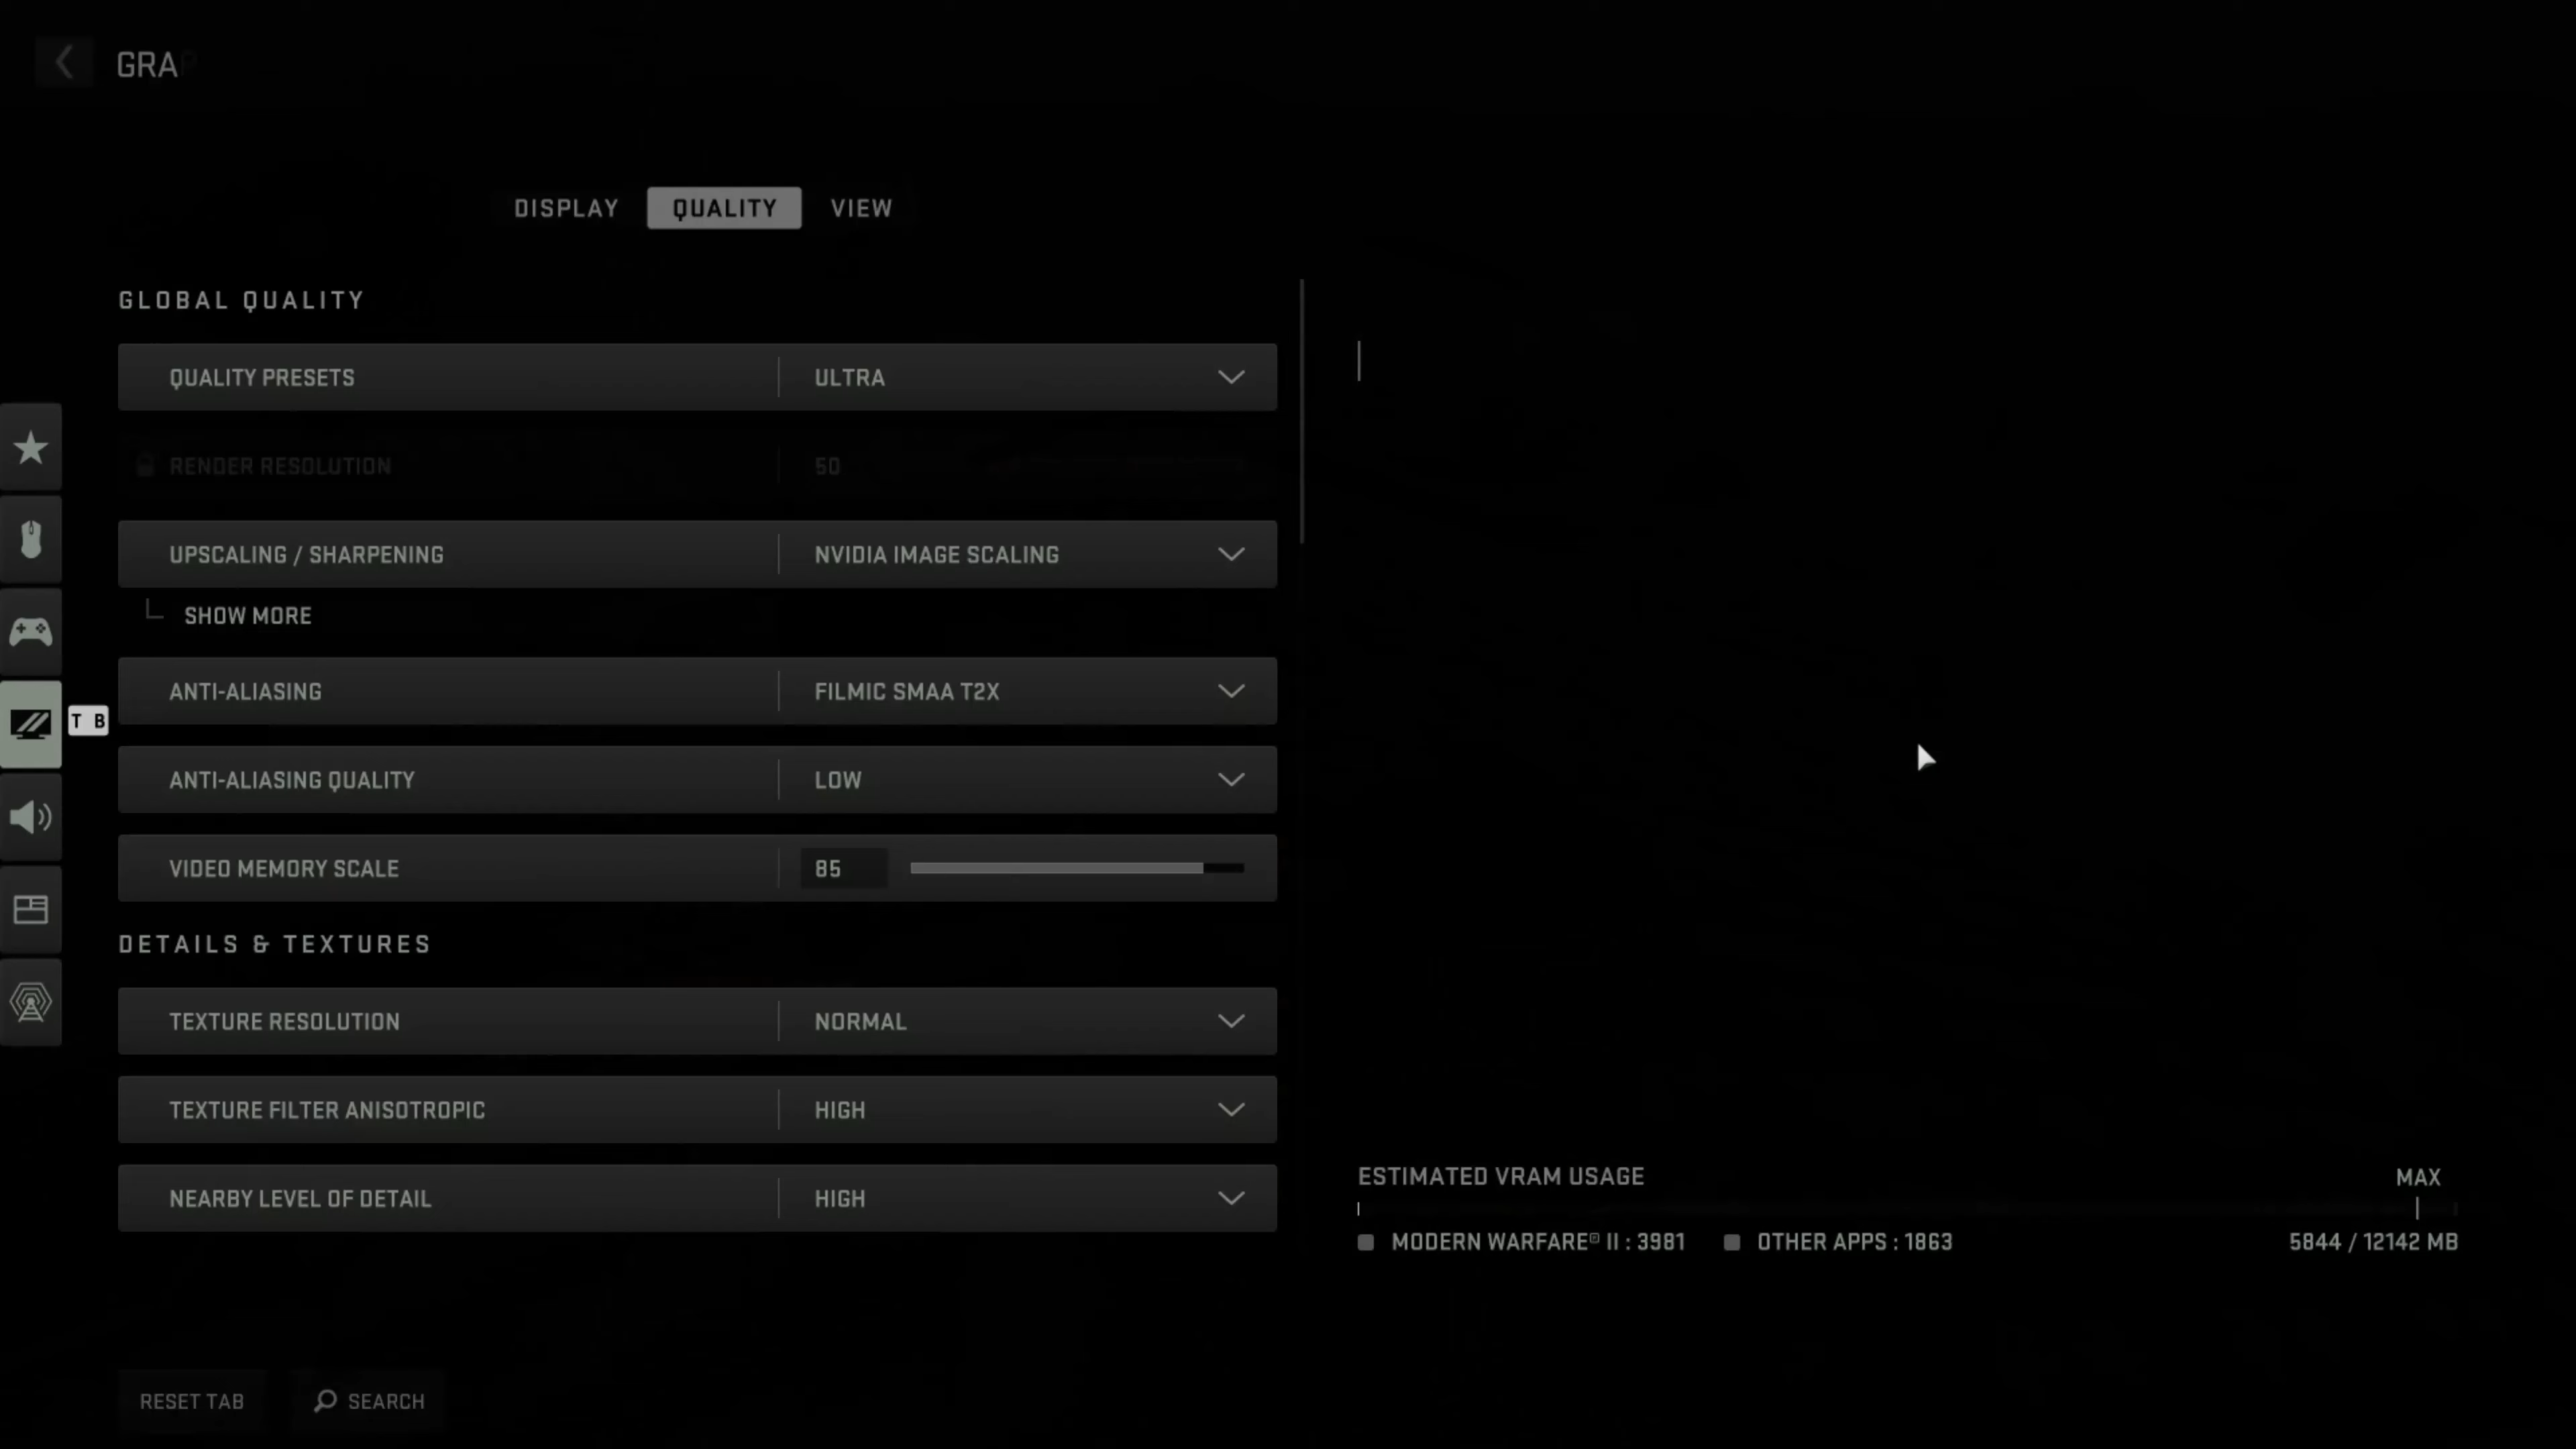 GRAP
DISPLAY QUALITY VIEW
GLOBAL QUALITY
QUALITY PRESETS ULTRA
RENDER RESOLUTION 50
UPSCALING / SHARPENING NVIDIA IMAGE SCALING
SHOW MORE
ANTI-ALIASING FILMIC SMAA T2X
T B
ANTI-ALIASING QUALITY LOW
VIDEO MEMORY SCALE 85
DETAILS & TEXTURES
TEXTURE RESOLUTION NORMAL
TEXTURE FILTER ANISOTROPIC HIGH
NEARBY LEVEL OF DETAIL HIGH
ESTIMATED VRAM USAGE MAX
MODERN WARFARE® II : 3981 OTHER APPS : 1863 5844 / 12142 MB
RESET TAB SEARCH